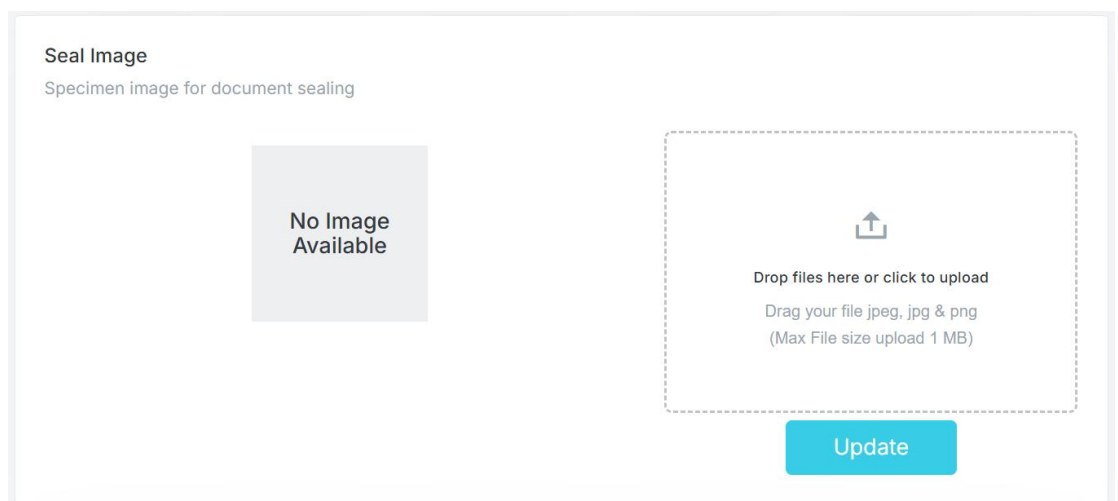 Seal Image
Specimen image for document sealing
No Image
Available
Drop files here or click to upload
Drag your file jpeg, jpg & png
(Max File size upload 1 MB)
Update